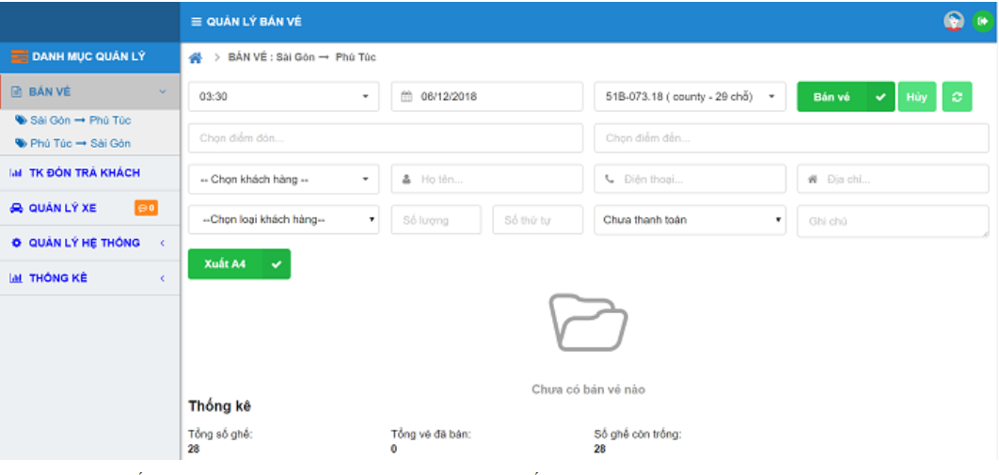 QUẢN LÝ BÁN VÉ
DANH MỤC QUẢN LÝ
> BÁN VÉ : Sài Gòn → Phú Túc
BÁN VÉ
03:30
06/12/2018
51B-073.18 ( county - 29 chỗ)
Bán vé
Hủy
Sài Gòn → Phú Túc
Phú Túc → Sài Gòn
Chọn điểm đón...
Chọn điểm đến...
TK ĐÓN TRẢ KHÁCH
-- Chọn khách hàng --
Họ tên...
Điện thoại...
Địa chỉ...
QUẢN LÝ XE
0
--Chọn loại khách hàng--
Số lượng
Số thứ tự
Chưa thanh toán
Ghi chú
QUẢN LÝ HỆ THỐNG
Xuất A4
THỐNG KÊ
Chưa có bán vé nào
Thống kê
Tổng số ghế:
Tổng vé đã bán:
Số ghế còn trống:
28
0
28